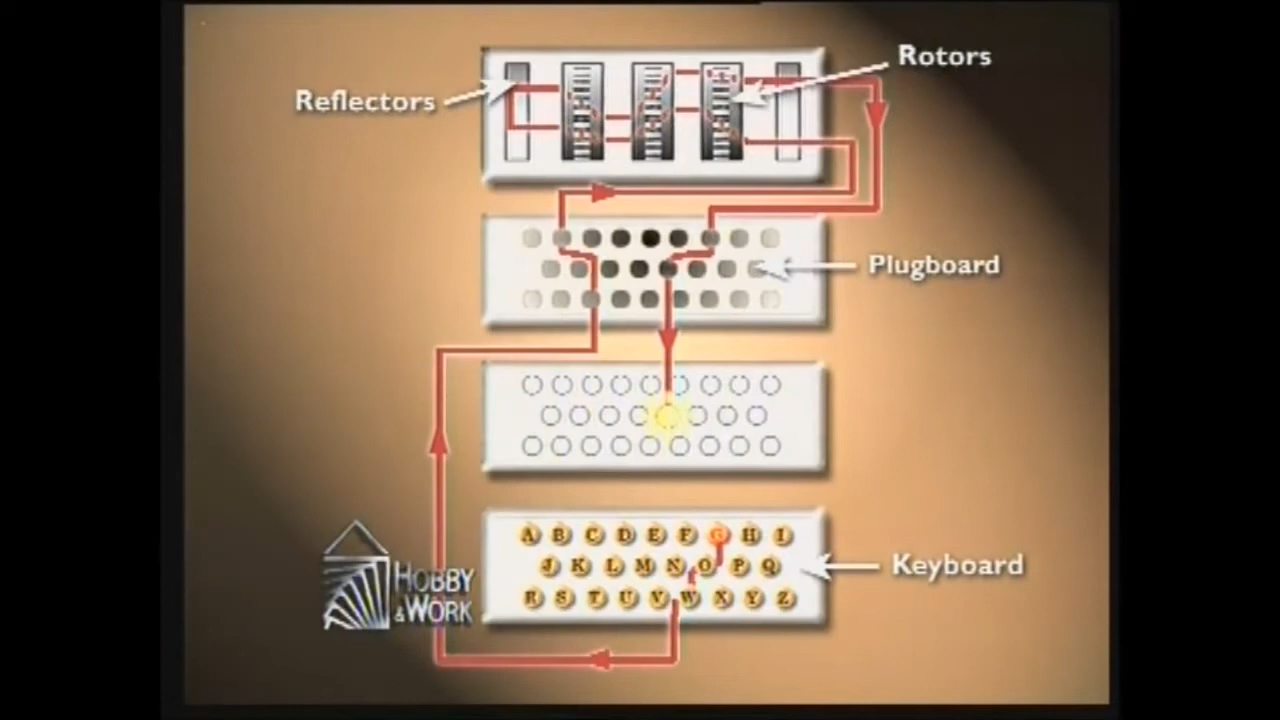 Rotors
Reflectors
Plugboard
A B C D E F G H I
Keyboard
J K L M N O P Q
HOBBY
R S T U V W X Y Z
& WORK